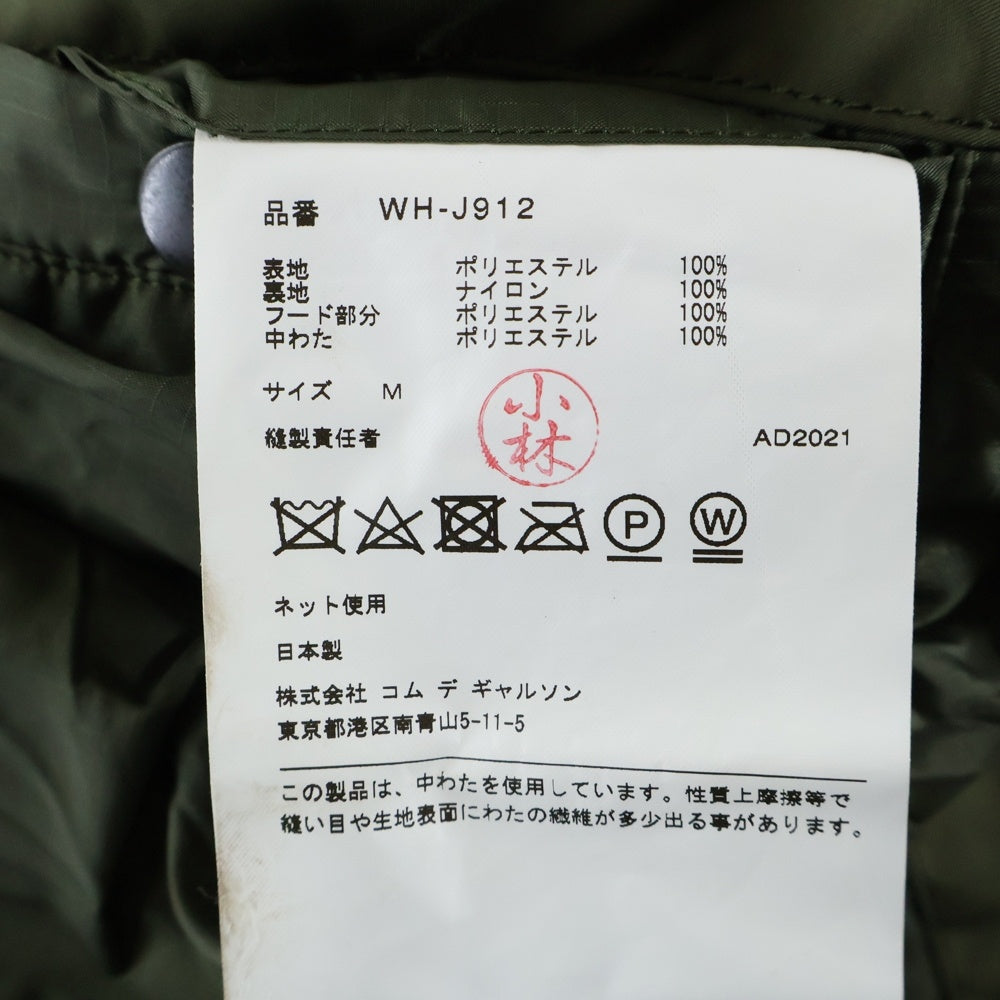 品番 WH-J912
表地 ポリエステル 100%
裏地 ナイロン 100%
フード部分 ポリエステル 100%
中わた ポリエステル 100%
サイズ M
小林
縫製責任者 AD2021
P W
ネット使用
日本製
株式会社 コム デ ギャルソン
東京都港区南青山5-11-5
この製品は、中わたを使用しています。性質上摩擦等で
縫い目や生地表面にわたの繊維が多少出る事があります。